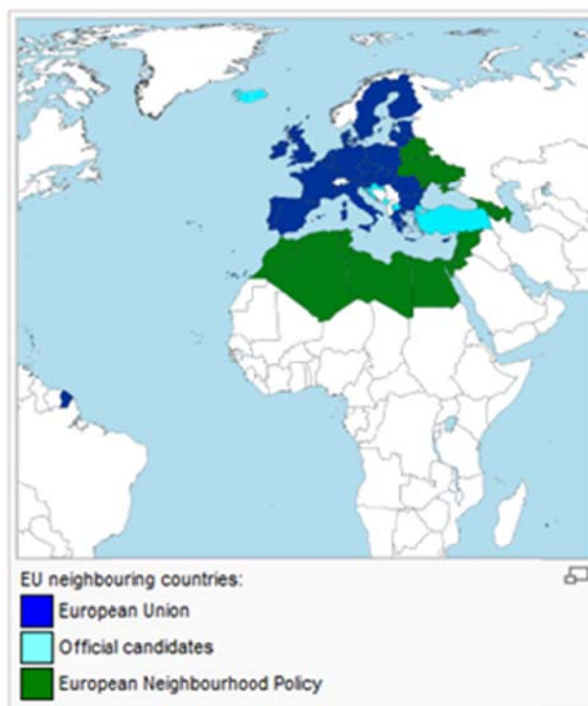 EU neighbouring countries:
European Union
Official candidates
European Neighbourhood Policy